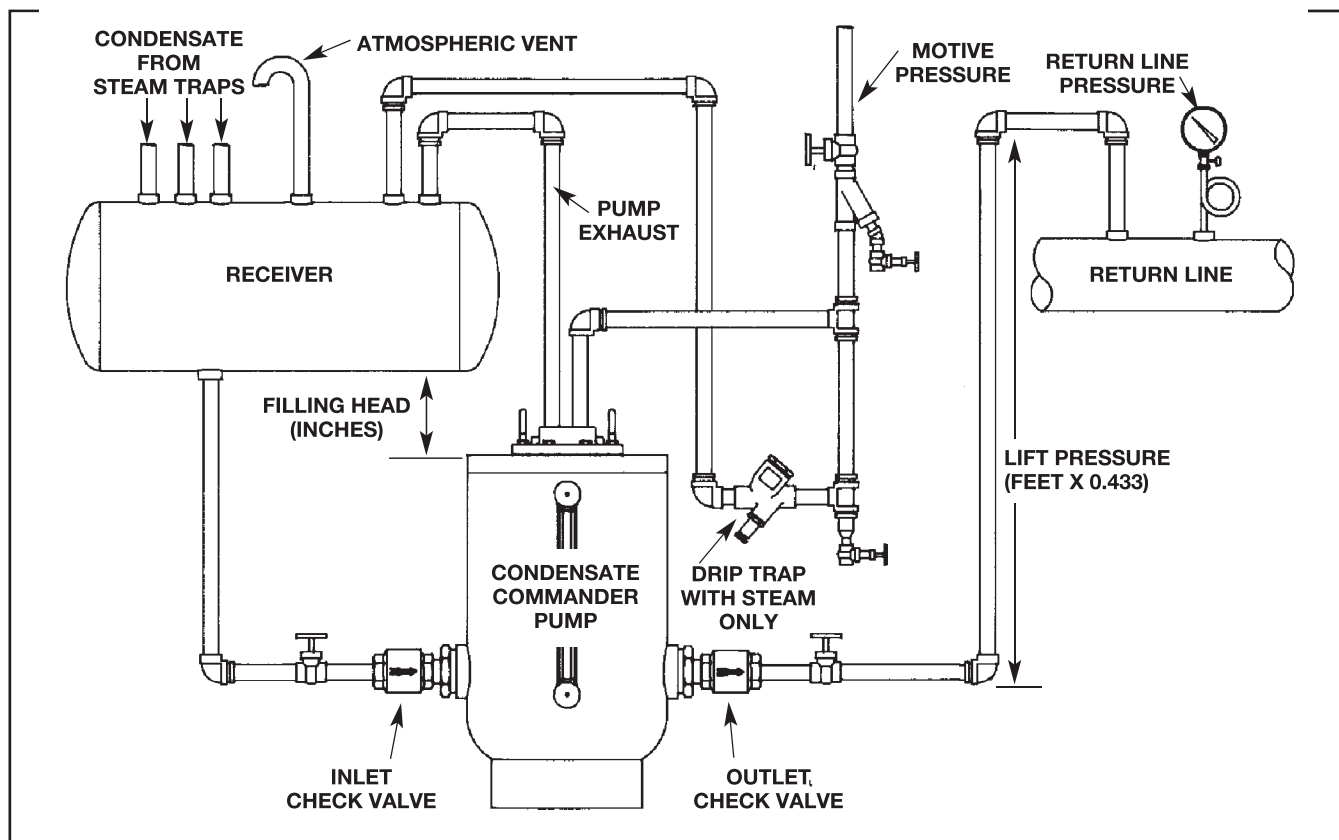 CONDENSATE
FROM
STEAM TRAPS
ATMOSPHERIC VENT
MOTIVE
PRESSURE
RETURN LINE
PRESSURE
PUMP
EXHAUST
RECEIVER
RETURN LINE
FILLING HEAD
(INCHES)
LIFT PRESSURE
(FEET X 0.433)
CONDENSATE
COMMANDER
PUMP
DRIP TRAP
WITH STEAM
ONLY
INLET
CHECK VALVE
OUTLET
CHECK VALVE